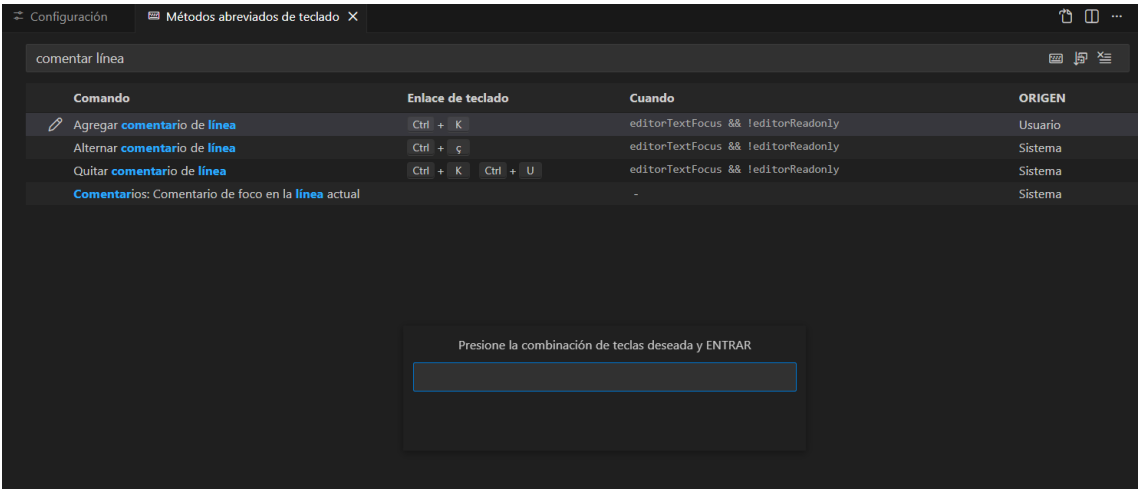 Configuración Métodos abreviados de teclado
comentar línea
Comando Enlace de teclado Cuando ORIGEN
Agregar comentario de línea Ctrl + K editorTextFocus && !editorReadonly Usuario
Alternar comentario de línea Ctrl + ç editorTextFocus && !editorReadonly Sistema
Quitar comentario de línea Ctrl + K Ctrl + U editorTextFocus && !editorReadonly Sistema
Comentarios: Comentario de foco en la línea actual - Sistema
Presione la combinación de teclas deseada y ENTRAR